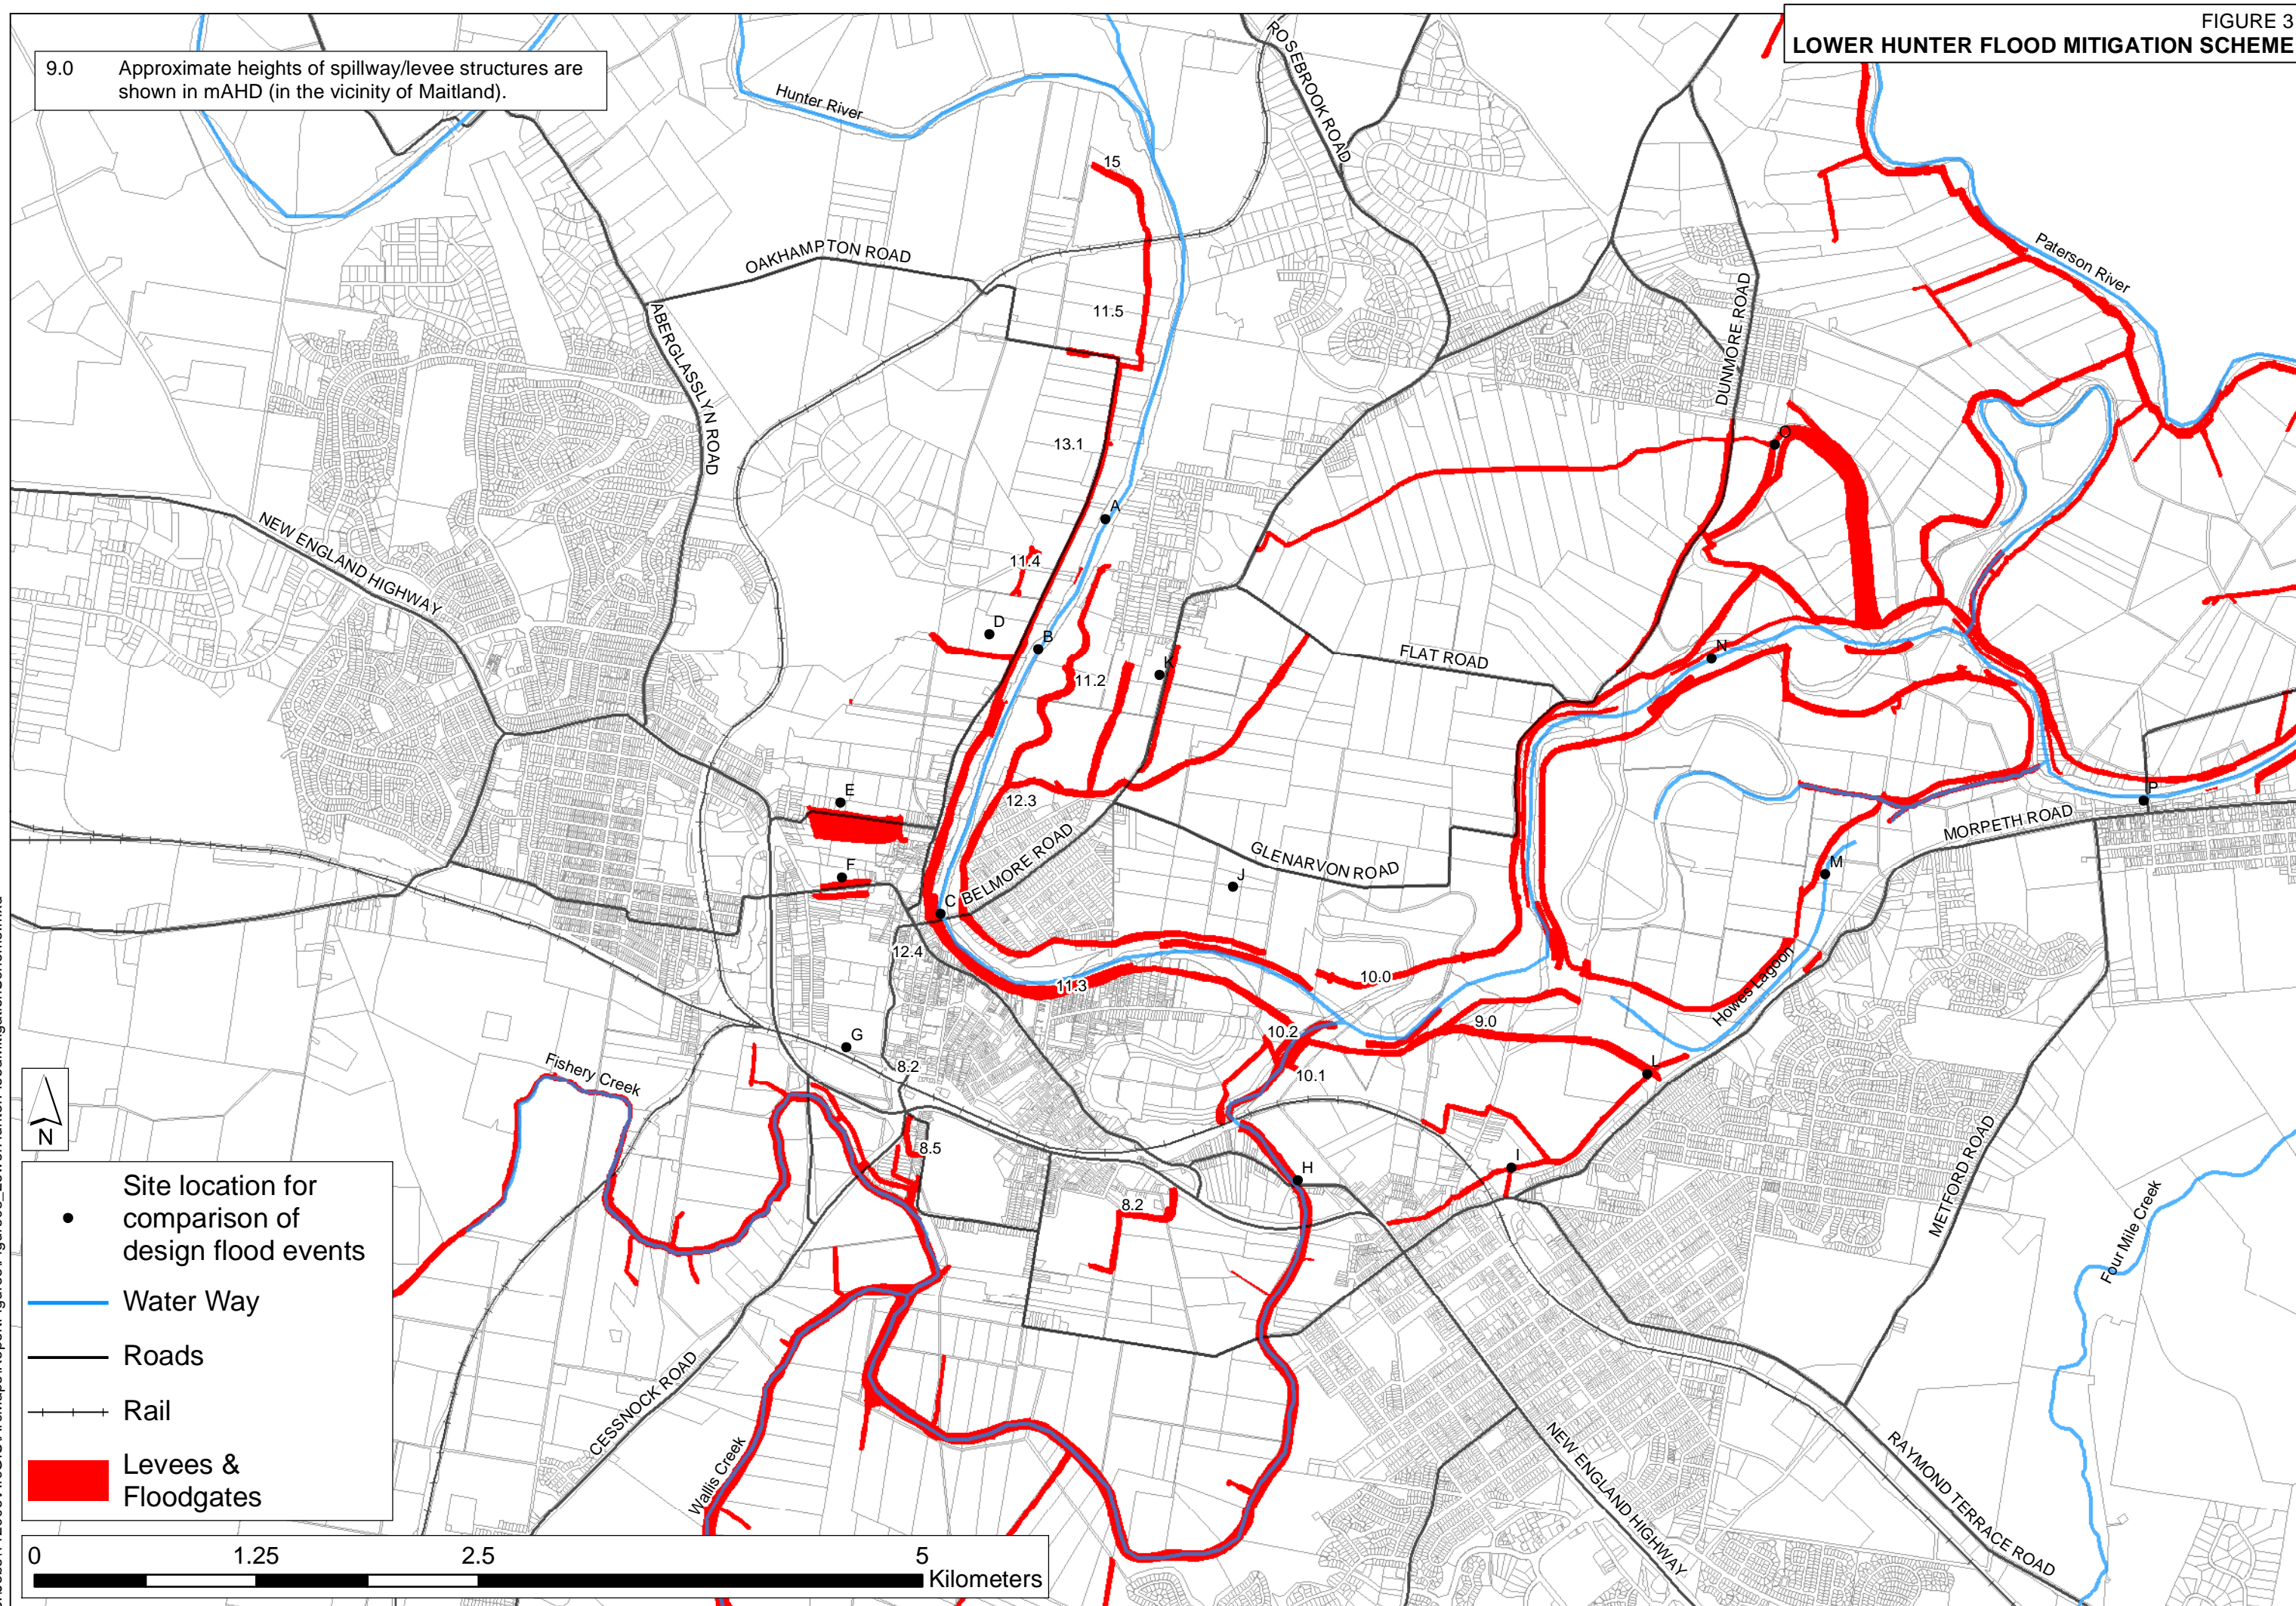 FIGURE 3
LOWER HUNTER FLOOD MITIGATION SCHEME
9.0 Approximate heights of spillway/levee structures are
shown in mAHD (in the vicinity of Maitland).
Hunter River
ROSEBROOK ROAD
15
OAKHAMPTON ROAD
Paterson River
11.5
ABERGLASSLYN ROAD
DUNMORE ROAD
13.1
O
A
NEW ENGLAND HIGHWAY
11.4
D
B
K
11.2
FLAT ROAD
N
E
12.3
P
BELMORE ROAD
GLENARVON ROAD
MORPETH ROAD
F
J
M
C
12.4
11.3
10.0
Howes Lagoon
9.0
10.2
G
8.2
10.1
L
Fishery Creek
N
8.5
H
I
8.2
METFORD ROAD
Four Mile Creek
Site location for
comparison of
design flood events
Water Way
Roads
Rail
Levees &
Floodgates
CESSNOCK ROAD
Wallis Creek
NEW ENGLAND HIGHWAY
RAYMOND TERRACE ROAD
0 1.25 2.5 5
Kilometers